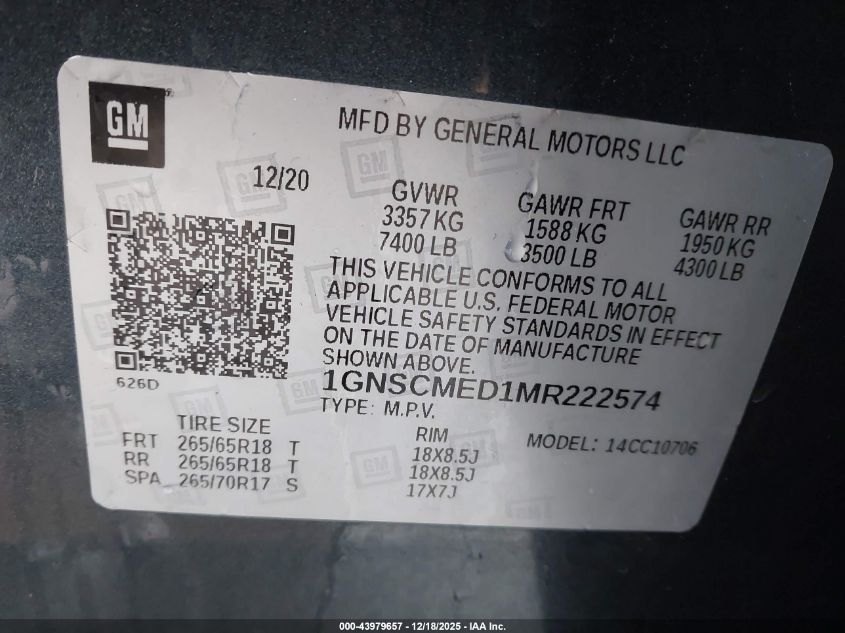 GM
MFD BY GENERAL MOTORS LLC
12/20
GVWR
3357 KG
7400 LB
GAWR FRT
1588 KG
3500 LB
GAWR RR
1950 KG
4300 LB
THIS VEHICLE CONFORMS TO ALL
APPLICABLE U.S. FEDERAL MOTOR
VEHICLE SAFETY STANDARDS IN EFFECT
ON THE DATE OF MANUFACTURE
SHOWN ABOVE.
1GNSCMED1MR222574
TYPE: M.P.V.
626D
MODEL: 14CC10706
TIRE SIZE
FRT 265/65R18 T
RR 265/65R18 T
SPA 265/70R17 S
RIM
18X8.5J
18X8.5J
17X7J
000-43979657 - 12/18/2025 - IAA Inc.